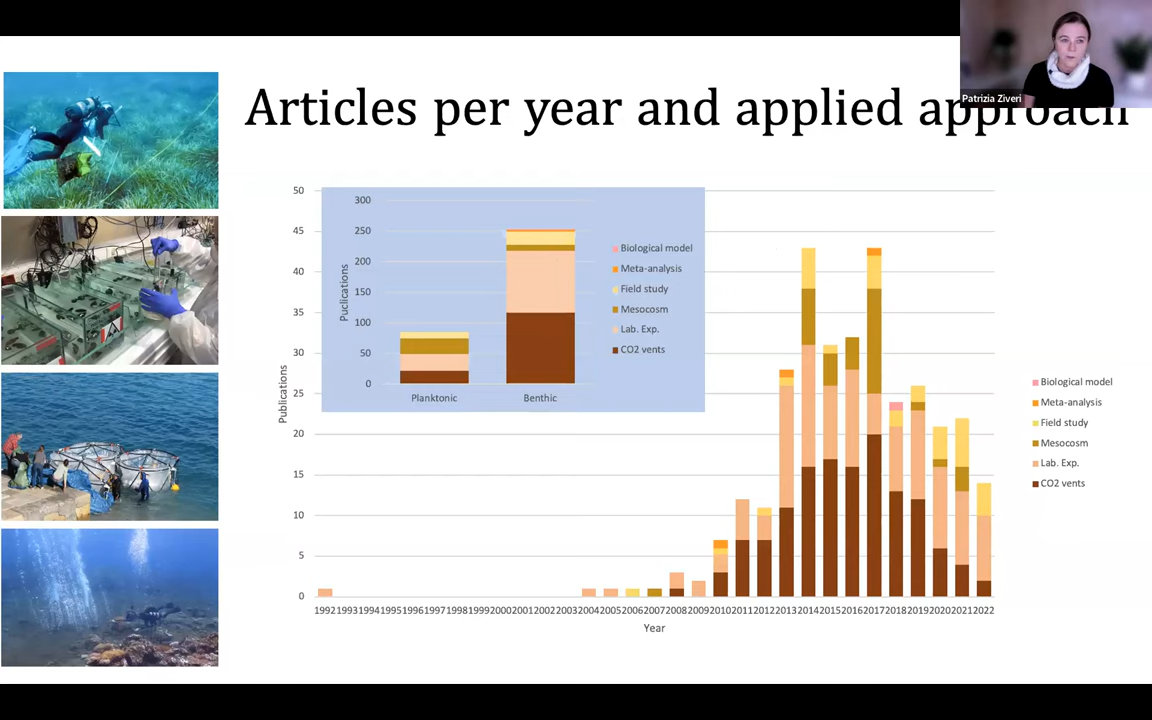 Patrizia Ziveri
Articles per year and applied approach
50
45
40
35
30
25
20
15
10
5
0
Publications
300
250
200
150
100
50
0
Puclications
Planktonic Benthic
Biological model
Meta-analysis
Field study
Mesocosm
Lab. Exp.
CO2 vents
Biological model
Meta-analysis
Field study
Mesocosm
Lab. Exp.
CO2 vents
1992 1993 1994 1995 1996 1997 1998 1999 2000 2001 2002 2003 2004 2005 2006 2007 2008 2009 2010 2011 2012 2013 2014 2015 2016 2017 2018 2019 2020 2021 2022
Year